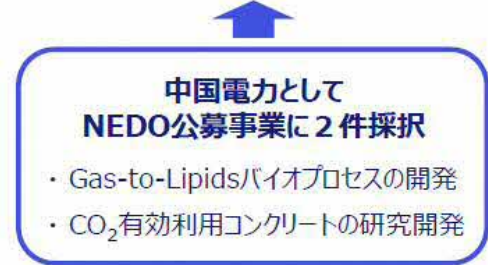 中国電力として
NEDO公募事業に２件採択
・Gas-to-Lipidsバイオプロセスの開発
・CO₂有効利用コンクリートの研究開発